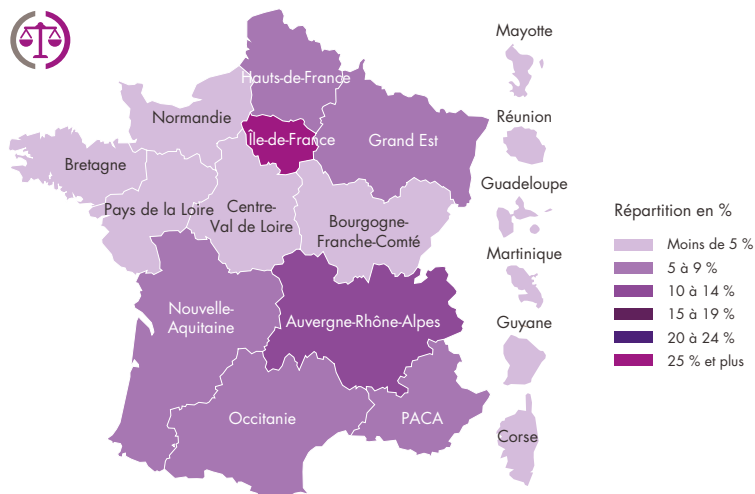 Mayotte
Hauts-de-France
Normandie
Réunion
Île-de-France
Grand Est
Bretagne
Guadeloupe
Pays de la Loire
Centre-
Val de Loire
Bourgogne-
Franche-Comté
Martinique
Nouvelle-
Aquitaine
Auvergne-Rhône-Alpes
Guyane
Occitanie
PACA
Corse
Répartition en %
Moins de 5 %
5 à 9 %
10 à 14 %
15 à 19 %
20 à 24 %
25 % et plus